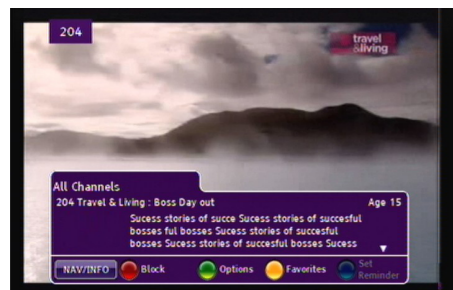 204
travel
&living
All Channels
204 Travel & Living : Boss Day out Age 15
Sucess stories of succe Sucess stories of succesful
bosses ful bosses Sucess stories of succesful
bosses Sucess stories of succesful bosses Sucess
NAV/INFO Block Options Favorites Set
Reminder